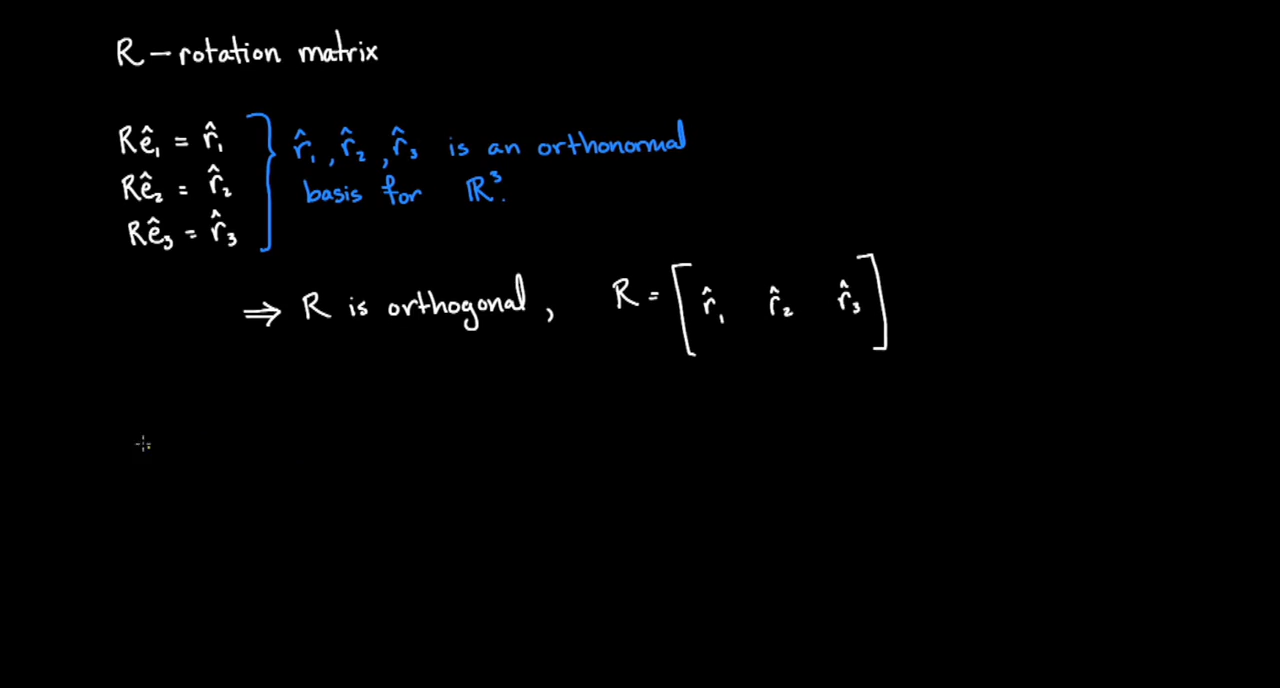 R – rotation matrix
Rê₁ = r̂₁
Rê₂ = r̂₂
Rê₃ = r̂₃
r̂₁, r̂₂, r̂₃ is an orthonormal
basis for ℝ³.
⇒ R is orthogonal, R = [ r̂₁ r̂₂ r̂₃ ]